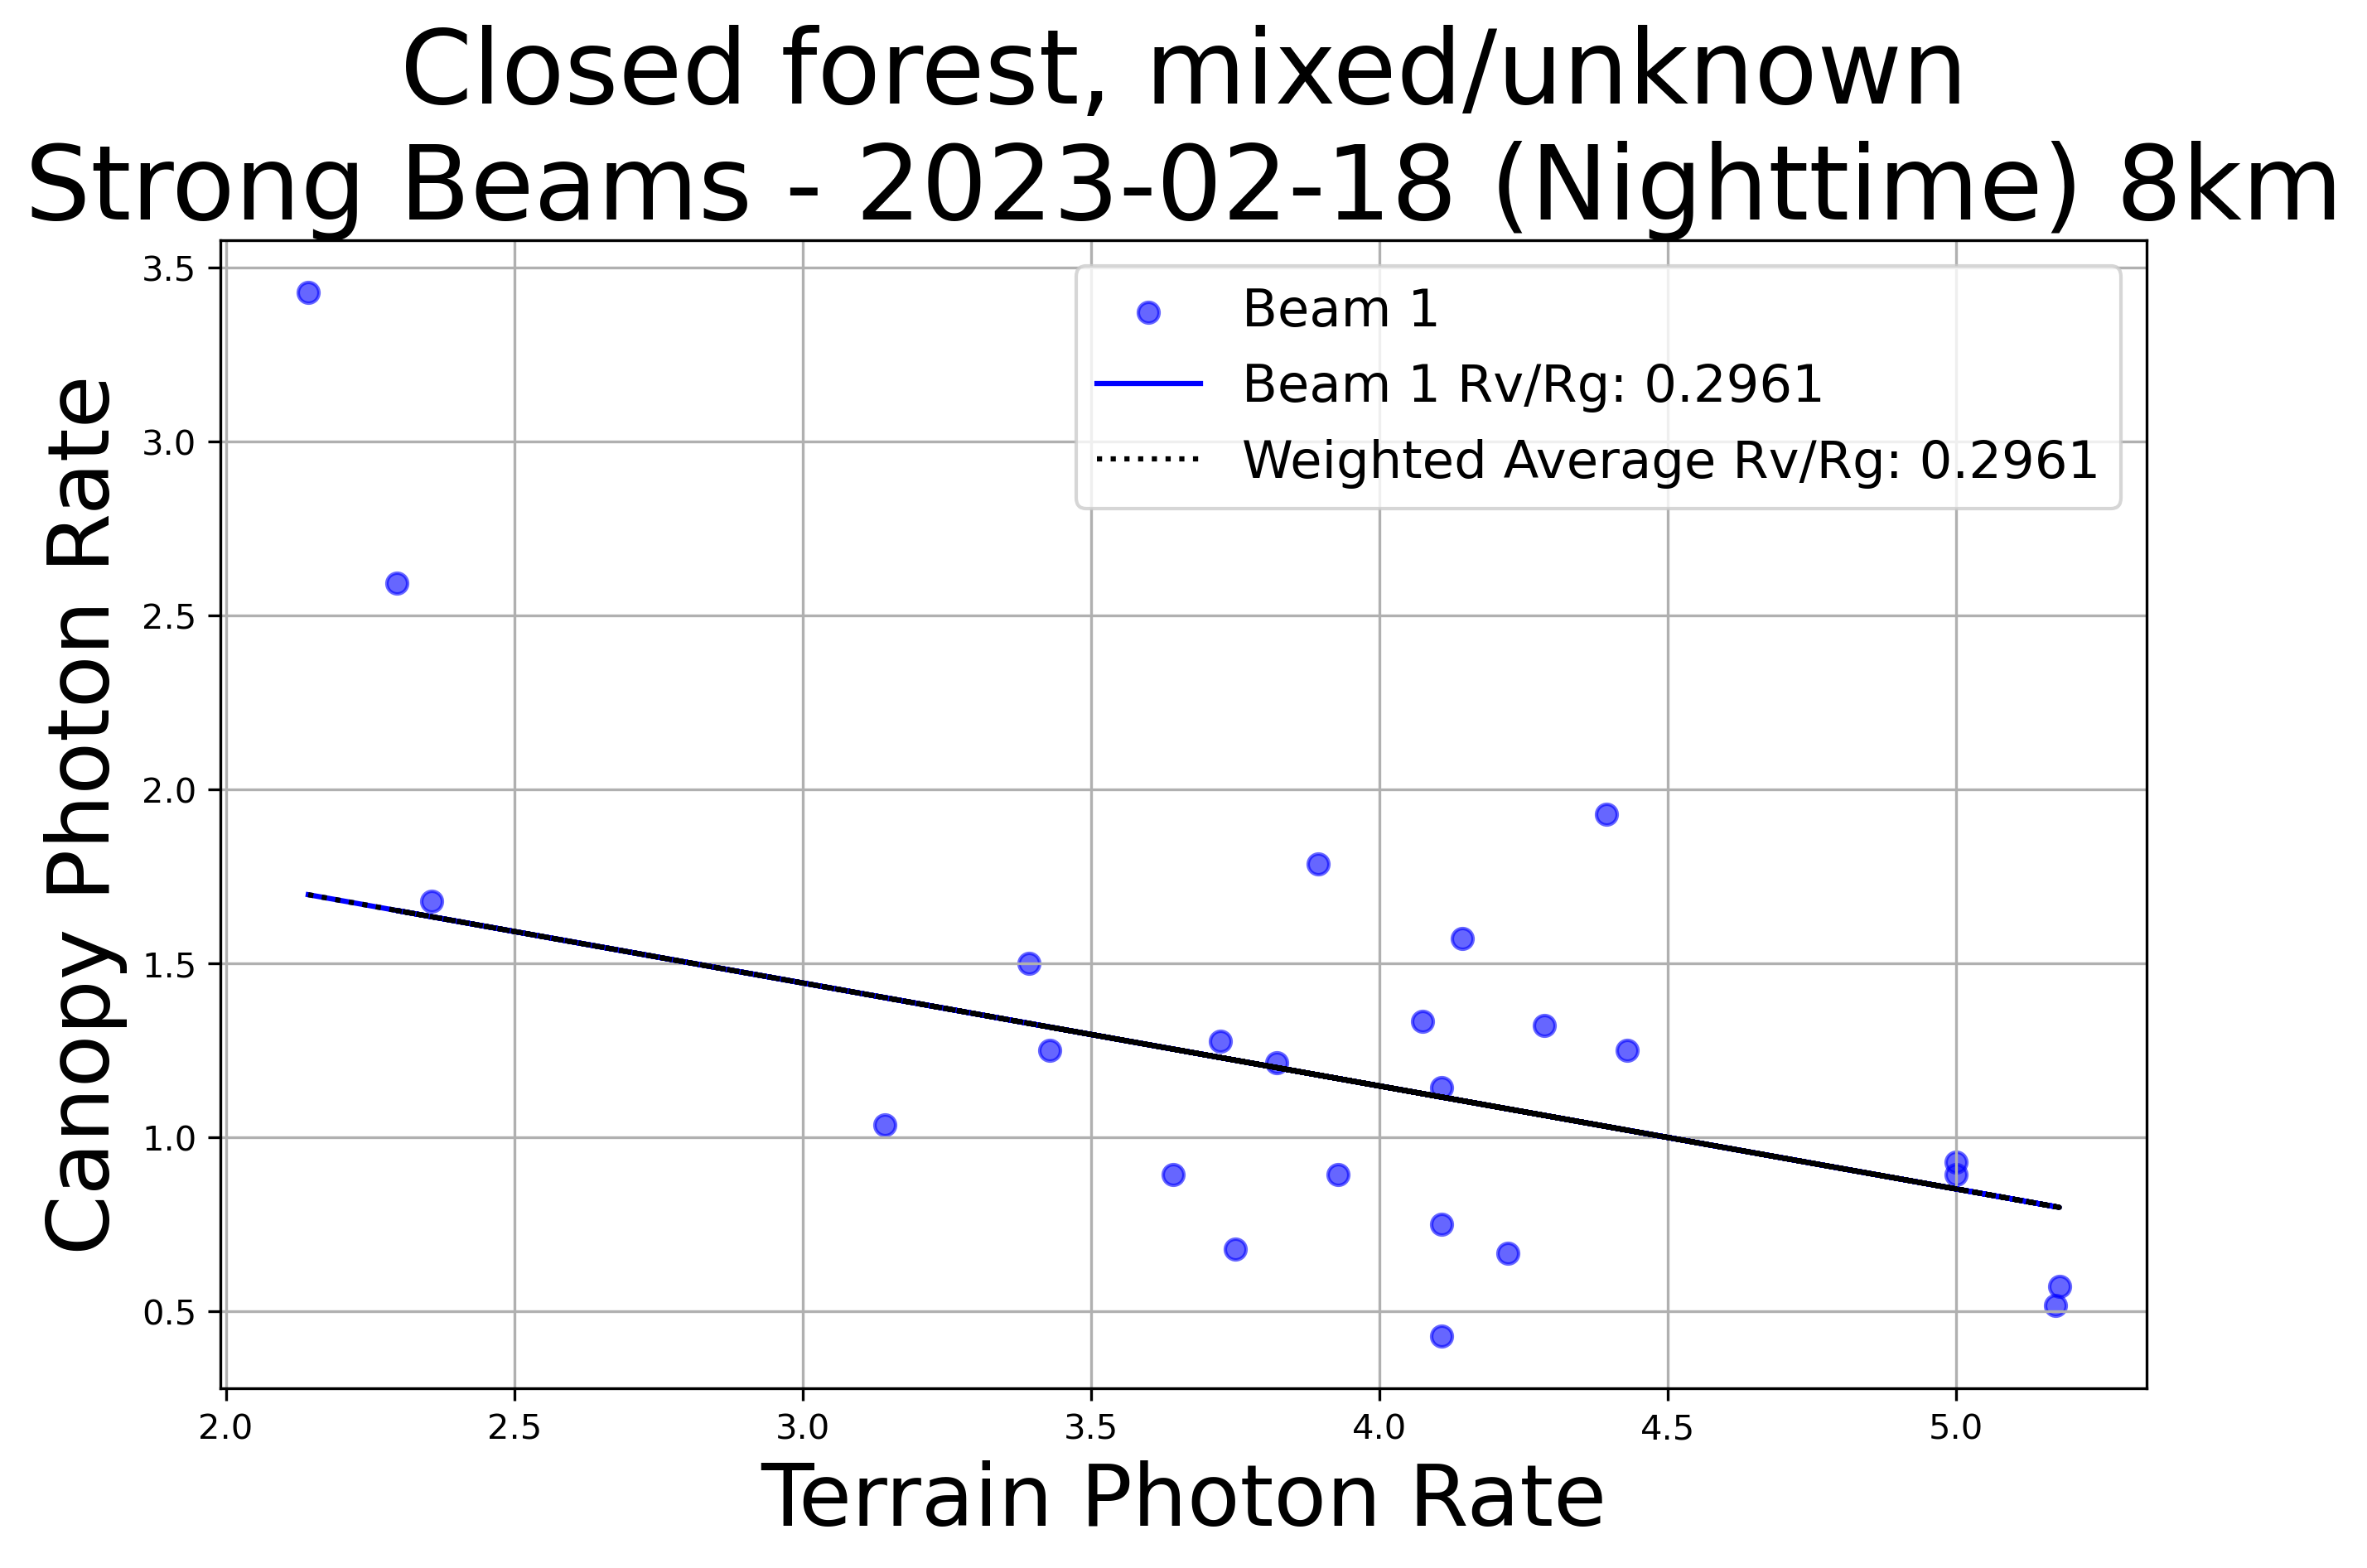 Closed forest, mixed/unknown
Strong Beams - 2023-02-18 (Nighttime) 8km
Beam 1
Beam 1 Rv/Rg: 0.2961
Weighted Average Rv/Rg: 0.2961
Canopy Photon Rate
3.5
3.0
2.5
2.0
1.5
1.0
0.5
2.0 2.5 3.0 3.5 4.0 4.5 5.0
Terrain Photon Rate